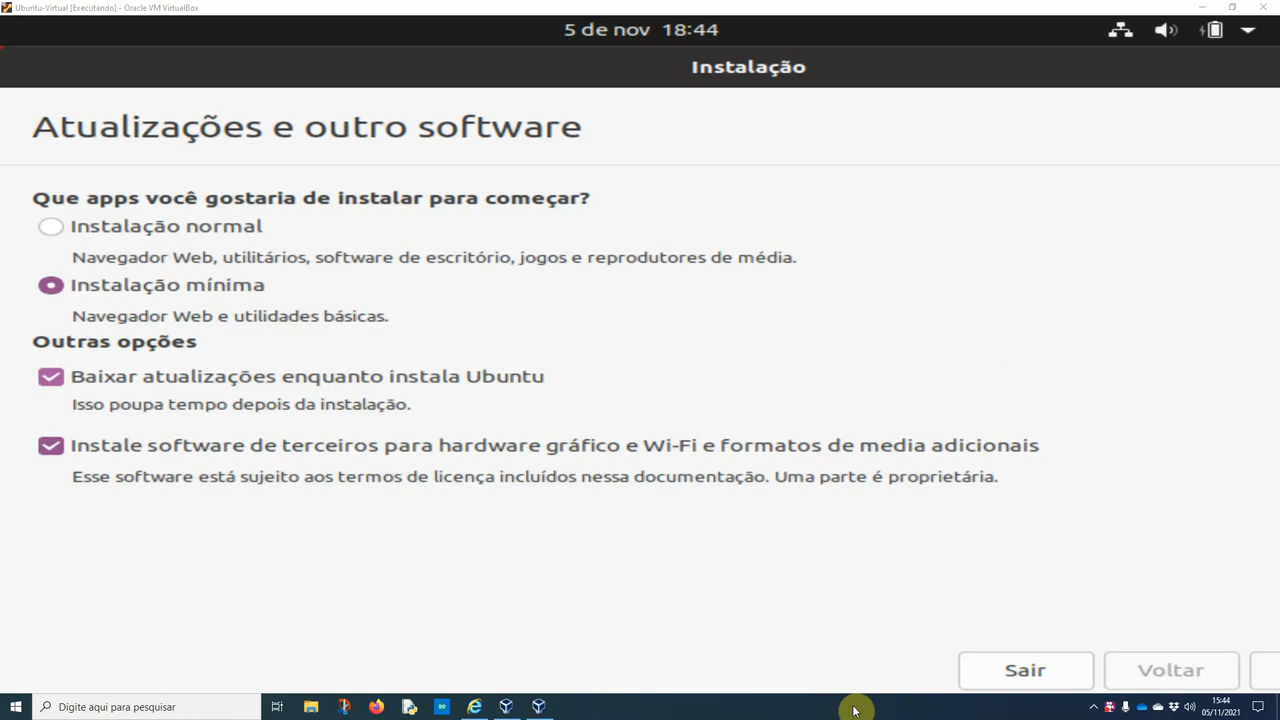 Ubuntu-Virtual [Executando] - Oracle VM VirtualBox
5 de nov 18:44
Instalação
Atualizações e outro software
Que apps você gostaria de instalar para começar?
Instalação normal
Navegador Web, utilitários, software de escritório, jogos e reprodutores de média.
Instalação mínima
Navegador Web e utilidades básicas.
Outras opções
Baixar atualizações enquanto instala Ubuntu
Isso poupa tempo depois da instalação.
Instale software de terceiros para hardware gráfico e Wi-Fi e formatos de media adicionais
Esse software está sujeito aos termos de licença incluídos nessa documentação. Uma parte é proprietária.
Sair Voltar
Digite aqui para pesquisar
15:44
05/11/2021